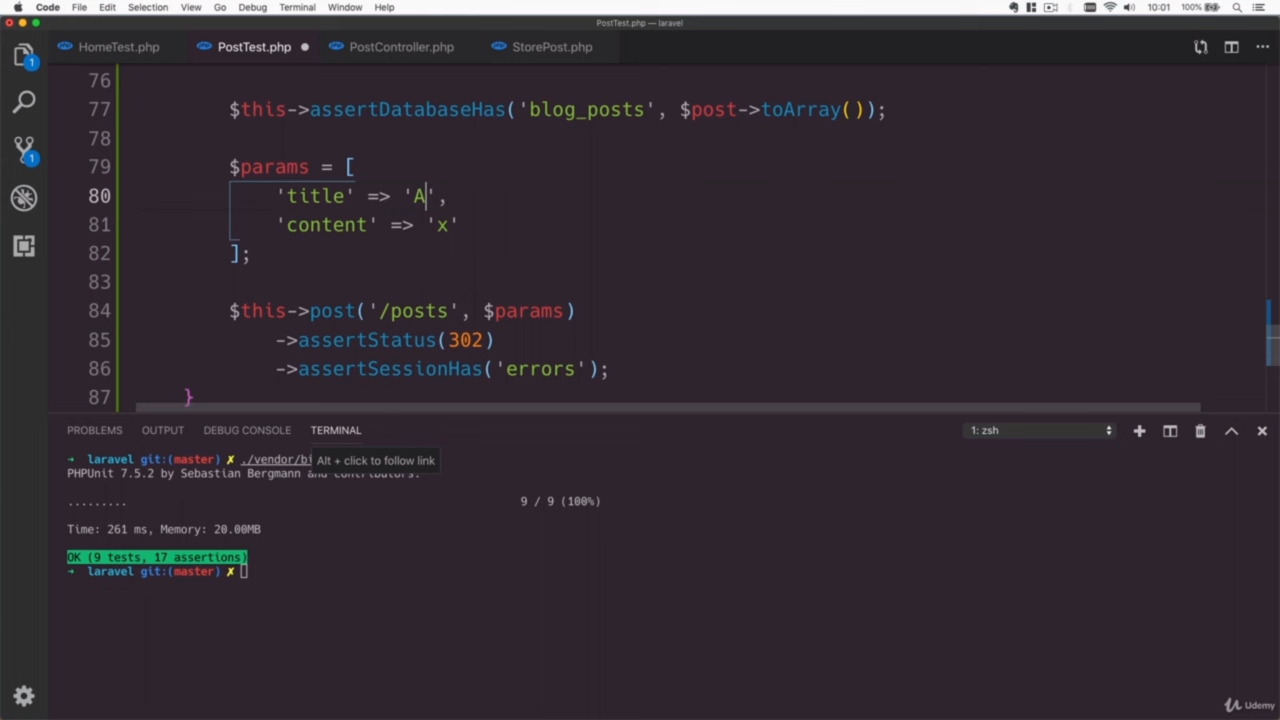 Code File Edit Selection View Go Debug Terminal Window Help 100% 10:01
PostTest.php — laravel
HomeTest.php PostTest.php PostController.php StorePost.php
1
76
77 $this->assertDatabaseHas('blog_posts', $post->toArray());
78
79 $params = [
80 'title' => 'A',
81 'content' => 'x'
82 ];
83
84 $this->post('/posts', $params)
85 ->assertStatus(302)
86 ->assertSessionHas('errors');
87 }
1
PROBLEMS OUTPUT DEBUG CONSOLE TERMINAL 1: zsh
→ laravel git:(master) ✗ ./vendor/bi
Alt + click to follow link
PHPUnit 7.5.2 by Sebastian Bergmann and contributors.
......... 9 / 9 (100%)
Time: 261 ms, Memory: 20.00MB
OK (9 tests, 17 assertions)
→ laravel git:(master) ✗
Udemy